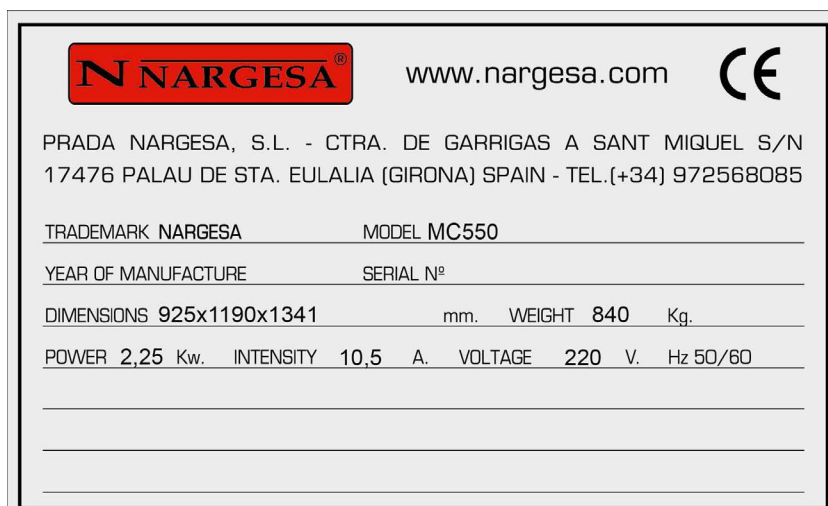 N NARGESA® www.nargesa.com CE
PRADA NARGESA, S.L. - CTRA. DE GARRIGAS A SANT MIQUEL S/N
17476 PALAU DE STA. EULALIA (GIRONA) SPAIN - TEL.(+34) 972568085
TRADEMARK NARGESA MODEL MC550
YEAR OF MANUFACTURE SERIAL Nº
DIMENSIONS 925x1190x1341 mm. WEIGHT 840 Kg.
POWER 2,25 Kw. INTENSITY 10,5 A. VOLTAGE 220 V. Hz 50/60